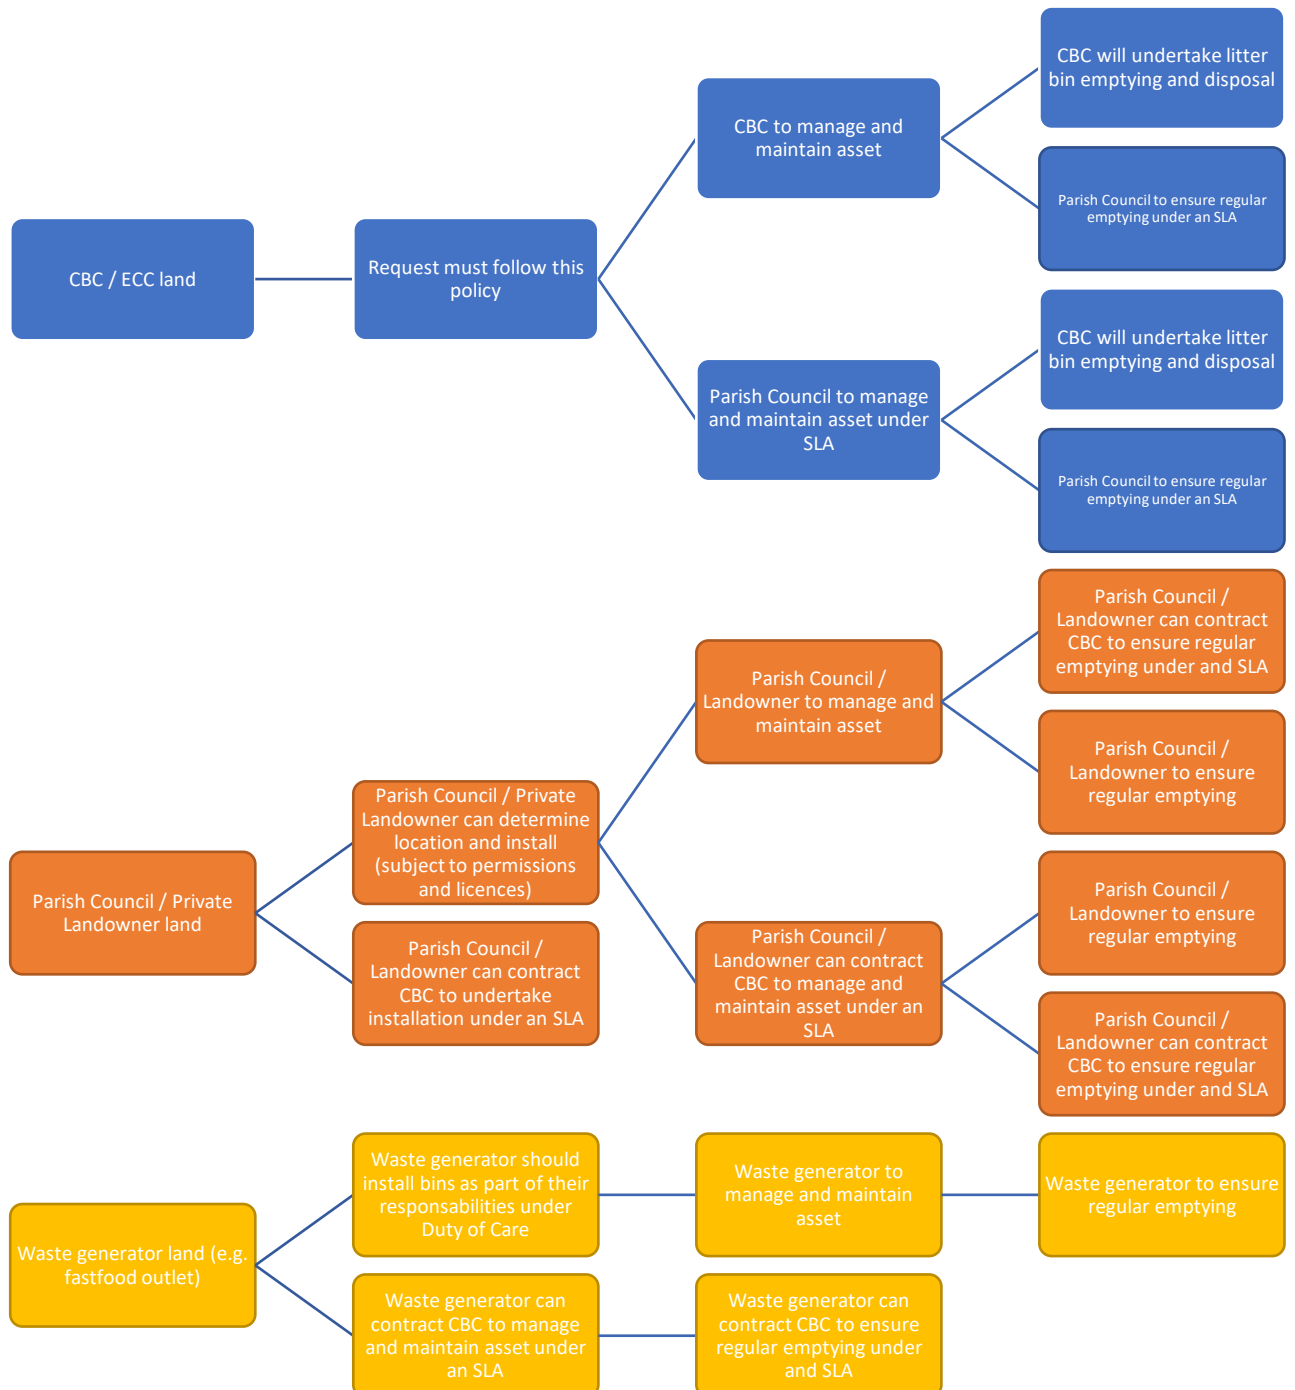 CBC / ECC land
Request must follow this
policy
CBC to manage and
maintain asset
CBC will undertake litter
bin emptying and disposal
Parish Council to ensure regular
emptying under an SLA
Parish Council to manage
and maintain asset under
SLA
CBC will undertake litter
bin emptying and disposal
Parish Council to ensure regular
emptying under an SLA
Parish Council / Private
Landowner land
Parish Council / Private
Landowner can determine
location and install
(subject to permissions
and licences)
Parish Council /
Landowner can contract
CBC to undertake
installation under an SLA
Parish Council /
Landowner to manage and
maintain asset
Parish Council /
Landowner can contract
CBC to ensure regular
emptying under and SLA
Parish Council /
Landowner to ensure
regular emptying
Parish Council /
Landowner can contract
CBC to manage and
maintain asset under an
SLA
Parish Council /
Landowner to ensure
regular emptying
Parish Council /
Landowner can contract
CBC to ensure regular
emptying under and SLA
Waste generator land (e.g.
fastfood outlet)
Waste generator should
install bins as part of their
responsabilities under
Duty of Care
Waste generator to
manage and maintain
asset
Waste generator to ensure
regular emptying
Waste generator can
contract CBC to manage
and maintain asset under
an SLA
Waste generator can
contract CBC to ensure
regular emptying under
and SLA